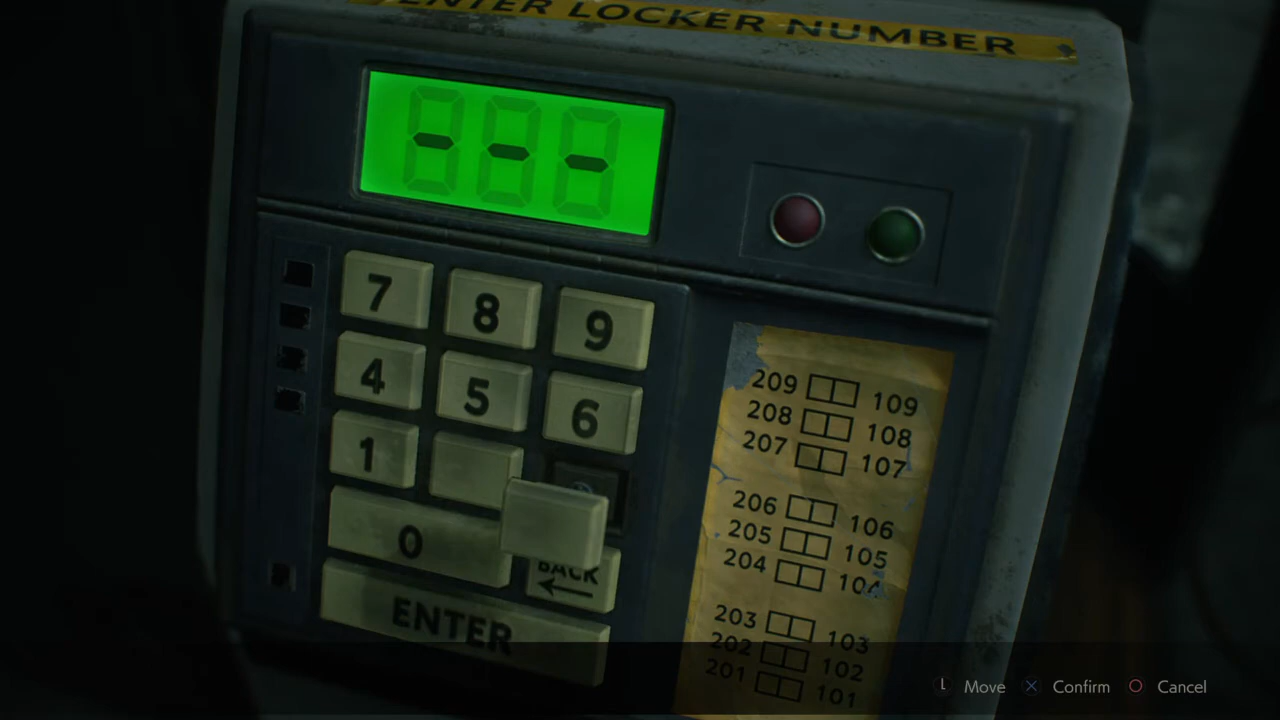 ENTER LOCKER NUMBER
7 8 9
4 5 6
1
0
BACK
ENTER
209 109
208 108
207 107
206 106
205 105
204 104
203 103
202 102
201 101
L Move Confirm Cancel